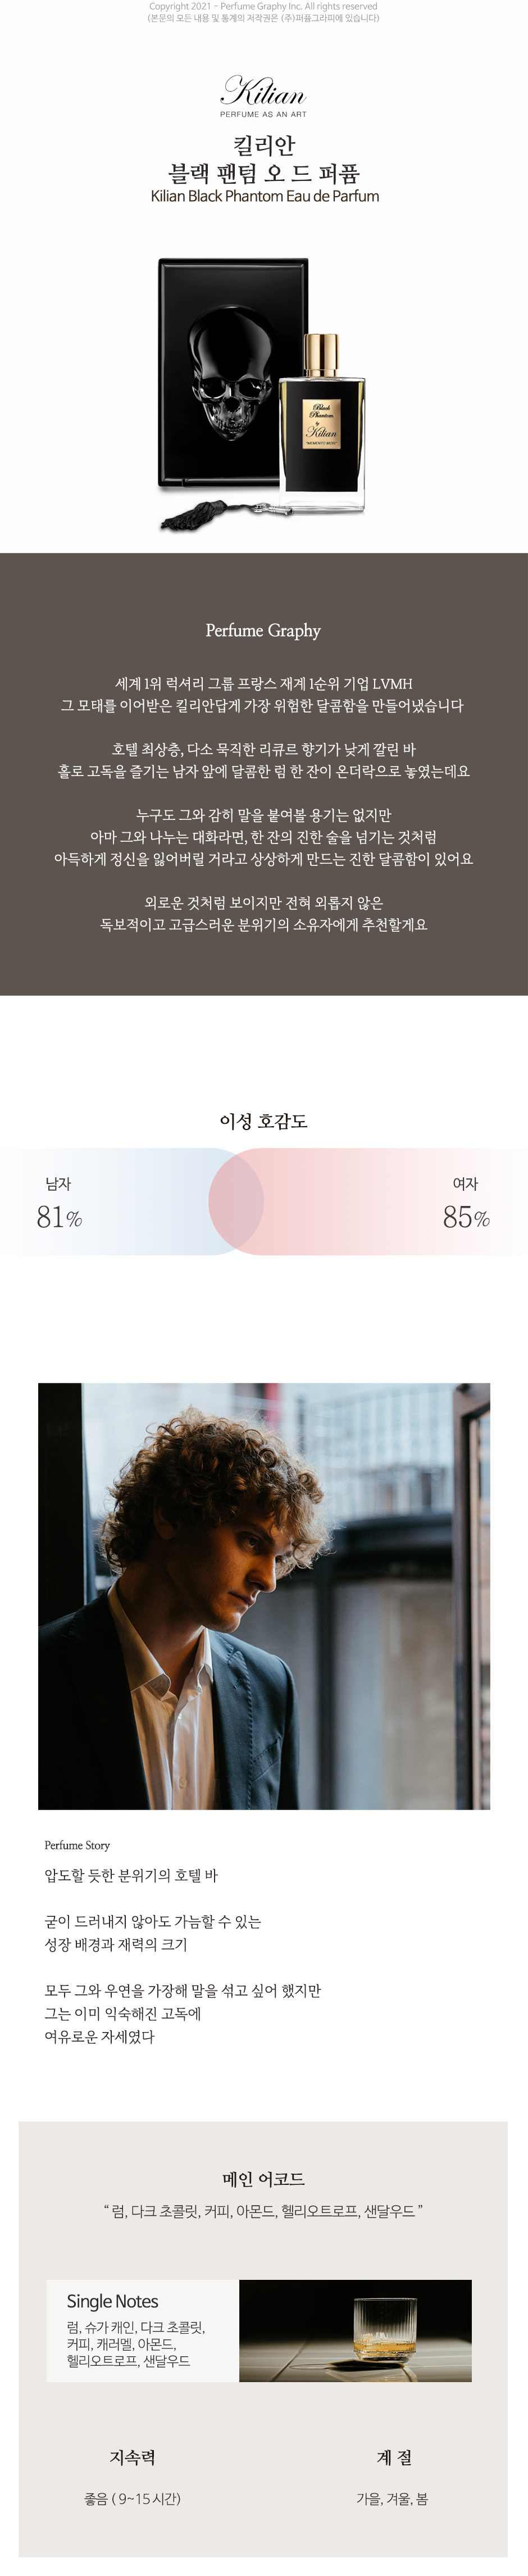 Copyright 2021 - Perfume Graphy Inc. All rights reserved
(본문의 모든 내용 및 통계의 저작권은 (주)퍼퓸그라피에 있습니다)
Kilian
PERFUME AS AN ART
킬리안
블랙 팬텀 오 드 퍼퓸
Kilian Black Phantom Eau de Parfum
Black
Phantom
by
Kilian
"MEMENTO MORI"
Perfume Graphy
세계 1위 럭셔리 그룹 프랑스 재계 1순위 기업 LVMH
그 모태를 이어받은 킬리안답게 가장 위험한 달콤함을 만들어냈습니다
호텔 최상층, 다소 묵직한 리큐르 향기가 낮게 깔린 바
홀로 고독을 즐기는 남자 앞에 달콤한 럼 한 잔이 온더락으로 놓였는데요
누구도 그와 감히 말을 붙여볼 용기는 없지만
아마 그와 나누는 대화라면, 한 잔의 진한 술을 넘기는 것처럼
아득하게 정신을 잃어버릴 거라고 상상하게 만드는 진한 달콤함이 있어요
외로운 것처럼 보이지만 전혀 외롭지 않은
독보적이고 고급스러운 분위기의 소유자에게 추천할게요
이성 호감도
남자
81%
여자
85%
Perfume Story
압도할 듯한 분위기의 호텔 바
굳이 드러내지 않아도 가늠할 수 있는
성장 배경과 재력의 크기
모두 그와 우연을 가장해 말을 섞고 싶어 했지만
그는 이미 익숙해진 고독에
여유로운 자세였다
메인 어코드
“ 럼, 다크 초콜릿, 커피, 아몬드, 헬리오트로프, 샌달우드 ”
Single Notes
럼, 슈가 케인, 다크 초콜릿,
커피, 캐러멜, 아몬드,
헬리오트로프, 샌달우드
지속력
좋음 ( 9~15 시간)
계 절
가을, 겨울, 봄